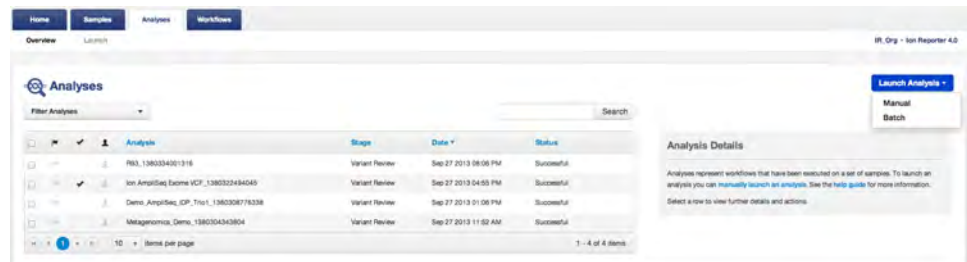 Home Samples Analyses Workflows
Overview Launch IR_Org - Ion Reporter 4.0
Analyses
Launch Analysis
Filter Analyses Search
Manual
Batch
Analysis Stage Date Status
Analysis Details
R93_1380334001316 Variant Review Sep 27 2013 08:08 PM Successful
Ion AmpliSeq Exome VCF_1380322494045 Variant Review Sep 27 2013 04:55 PM Successful
Demo_AmpliSeq_IDP_Trio1_1380308776338 Variant Review Sep 27 2013 01:06 PM Successful
Metagenomics_Demo_1380304343804 Variant Review Sep 27 2013 11:52 AM Successful
Analyses represent workflows that have been executed on a set of samples. To launch an
analysis you can manually launch an analysis. See the help guide for more information.
Select a row to view further details and actions.
1 10 items per page 1 - 4 of 4 items